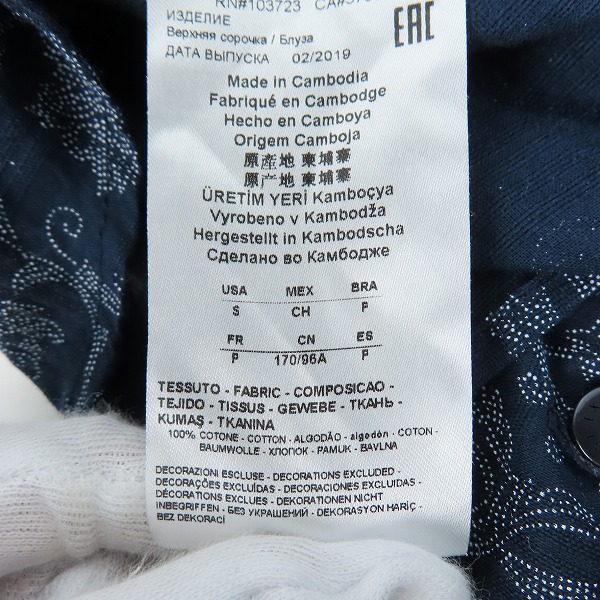 RN#103723
ИЗДЕЛИЕ
Верхняя сорочка / Блуза
ДАТА ВЫПУСКА 02/2019
EAC
Made in Cambodia
Fabriqué en Cambodge
Hecho en Camboya
Origem Camboja
原産地 柬埔寨
原产地 柬埔寨
ÜRETİM YERİ Kamboçya
Vyrobeno v Kambodža
Hergestellt in Kambodscha
Сделано во Камбодже
USA MEX BRA
S CH P
FR CN ES
P 170/96A P
TESSUTO - FABRIC - COMPOSICAO -
TEJIDO - TISSUS - GEWEBE - ТКАНЬ -
KUMAŞ - TKANINA
100% COTONE - COTTON - ALGODÃO - algodón - COTON -
BAUMWOLLE - ХЛОПОК - PAMUK - BAVLNA
DECORAZIONI ESCLUSE - DECORATIONS EXCLUDED -
DECORAÇÕES EXCLUÍDAS - DECORACIONES EXCLUIDAS -
DÉCORATIONS EXCLUES - DEKORATIONEN NICHT
INBEGRIFFEN - БЕЗ УКРАШЕНИЙ - DEKORASYON HARİÇ -
BEZ DEKORACÍ